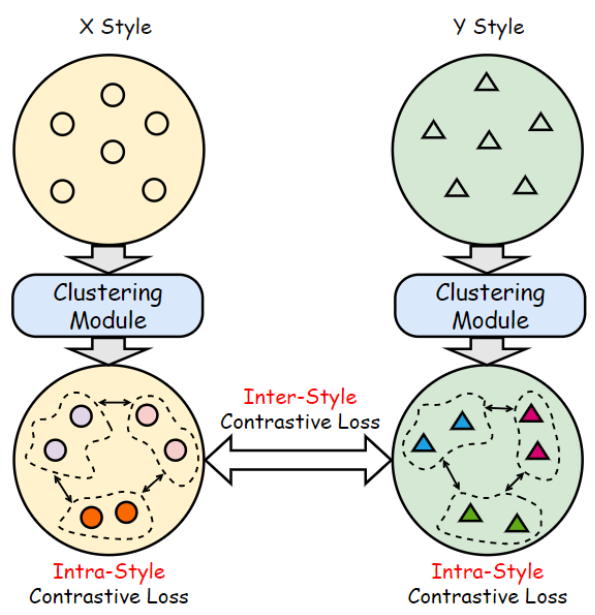 X Style
Y Style
Clustering
Module
Clustering
Module
Inter-Style
Contrastive Loss
Intra-Style
Contrastive Loss
Intra-Style
Contrastive Loss